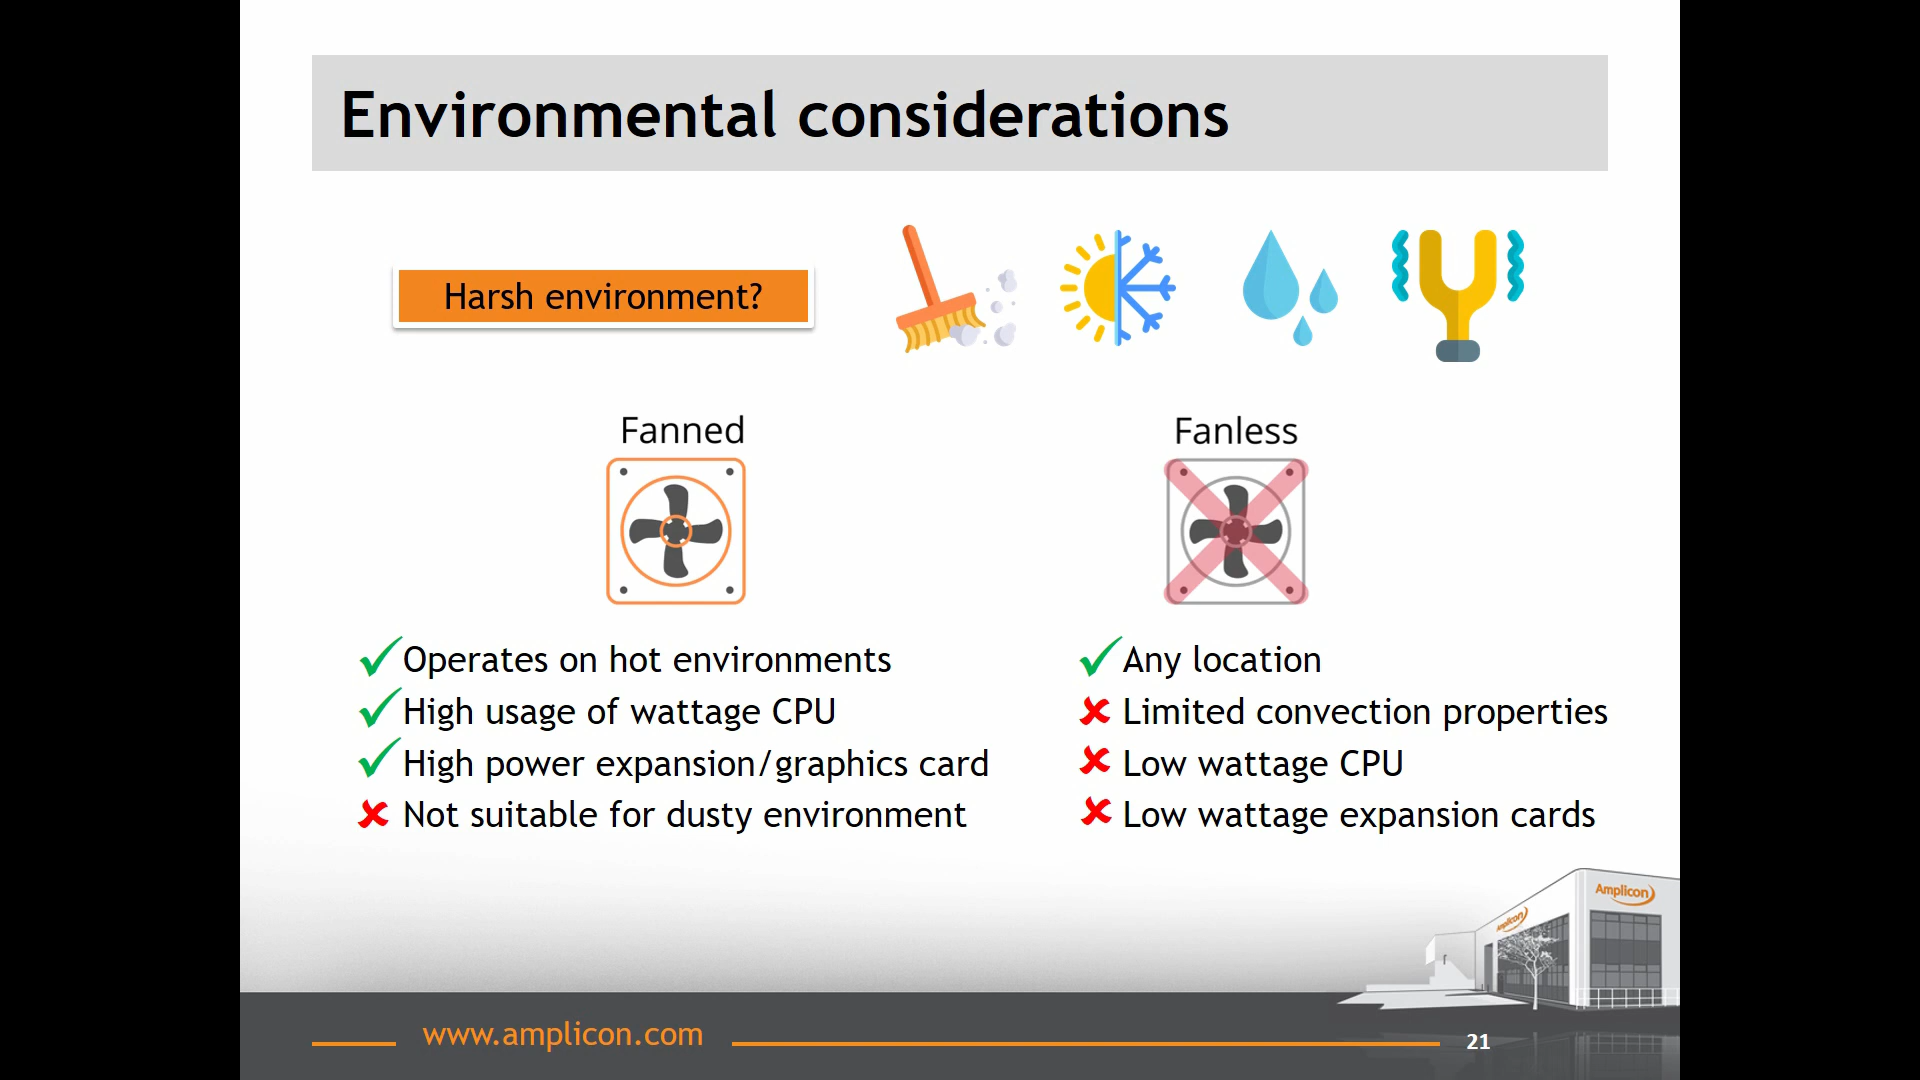 Environmental considerations
Harsh environment?
Fanned
Fanless
Operates on hot environments
High usage of wattage CPU
High power expansion/graphics card
Not suitable for dusty environment
Any location
Limited convection properties
Low wattage CPU
Low wattage expansion cards
Amplicon
Amplicon
www.amplicon.com
21